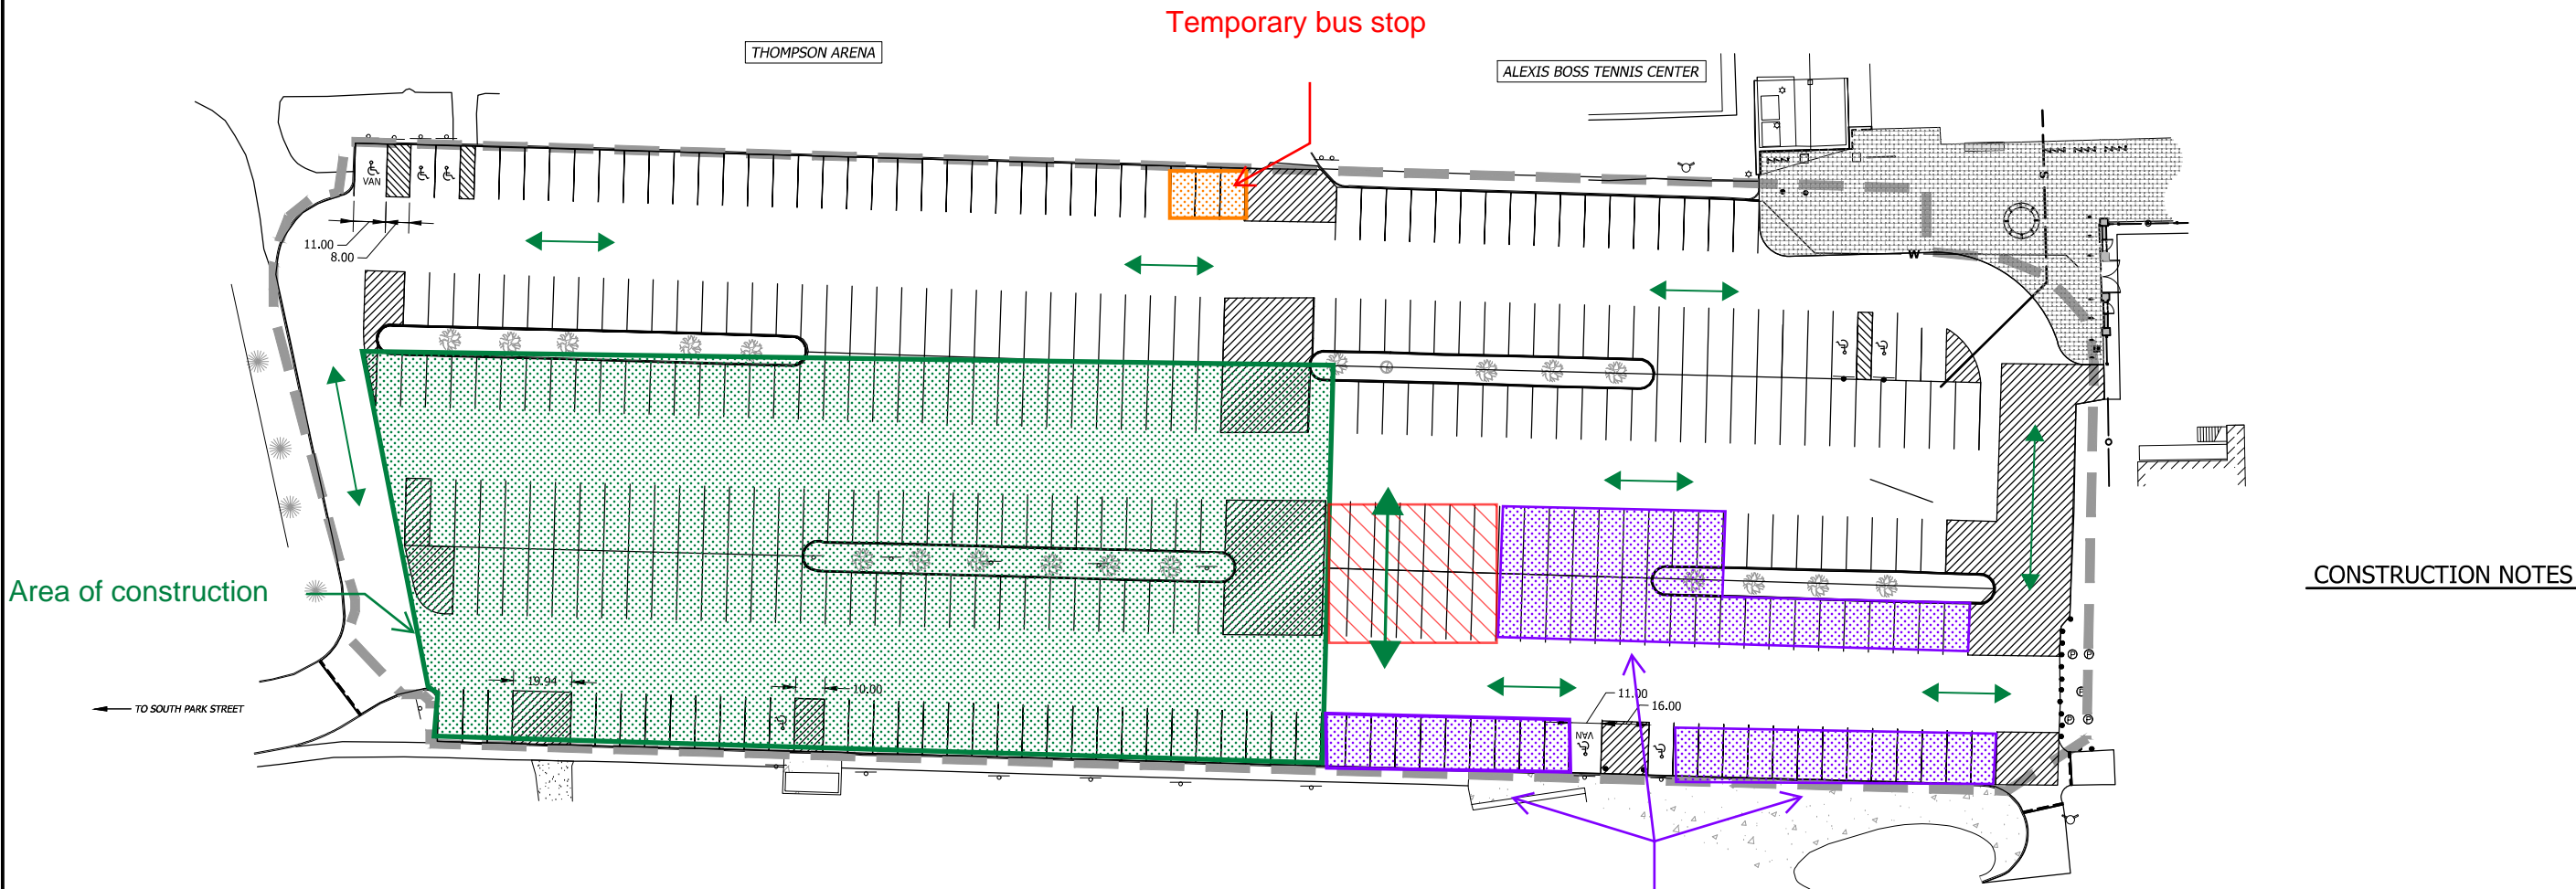 Temporary bus stop
THOMPSON ARENA
ALEXIS BOSS TENNIS CENTER
VAN
11.00
8.00
S
W
Area of construction
CONSTRUCTION NOTES
19.94
10.00
11.00
16.00
VAN
TO SOUTH PARK STREET
P P
P
P P